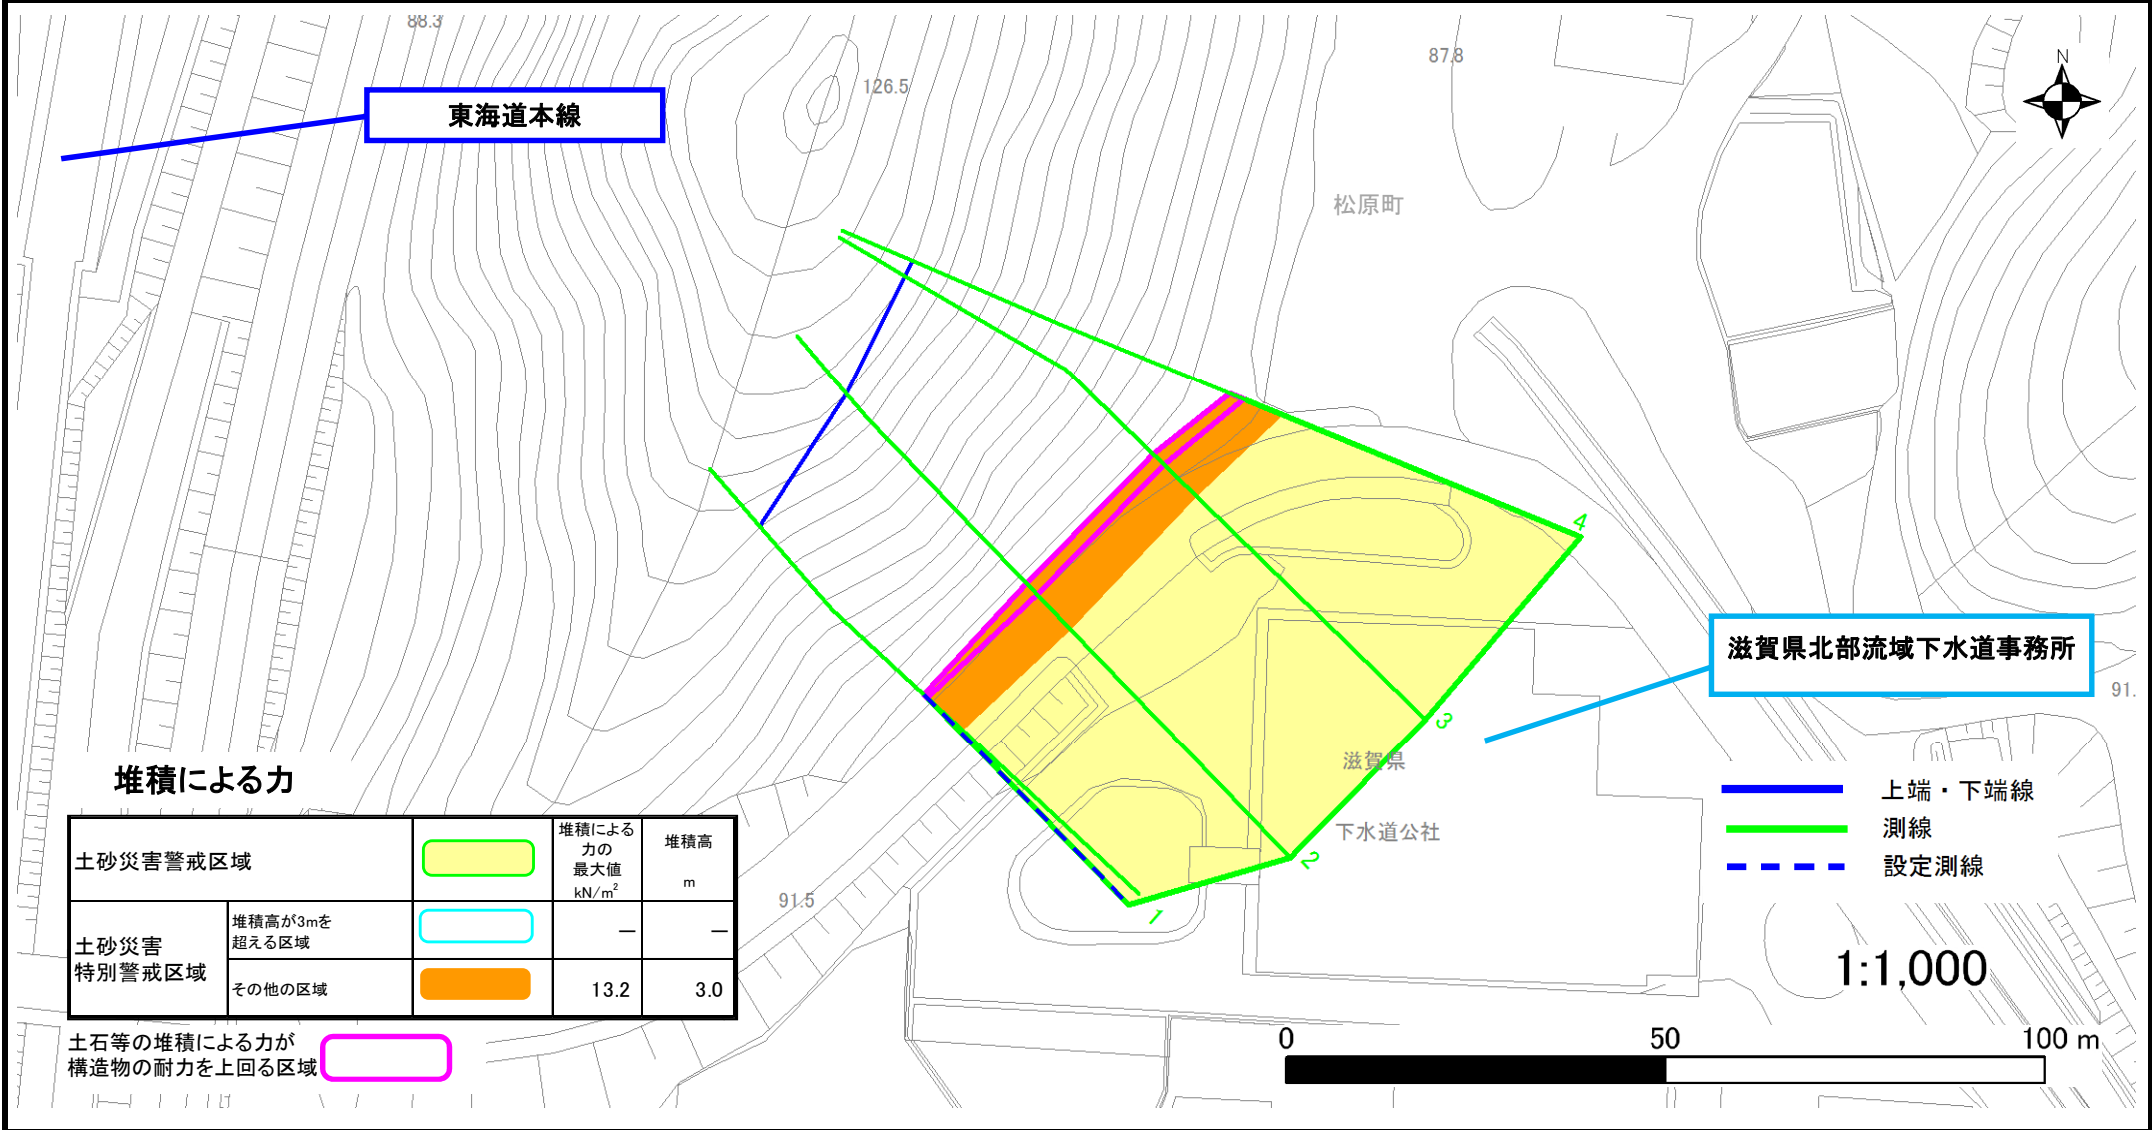 88.3
126.5
87.8
N
東海道本線
松原町
4
滋賀県北部流域下水道事務所
91.
3
滋賀県
下水道公社
2
1
91.5
堆積による力
土砂災害警戒区域
堆積による
力の
最大値
kN/m²
堆積高
m
土砂災害
特別警戒区域
堆積高が3mを
超える区域
—
—
その他の区域
13.2
3.0
土石等の堆積による力が
構造物の耐力を上回る区域
上端・下端線
測線
設定測線
1:1,000
0
50
100 m